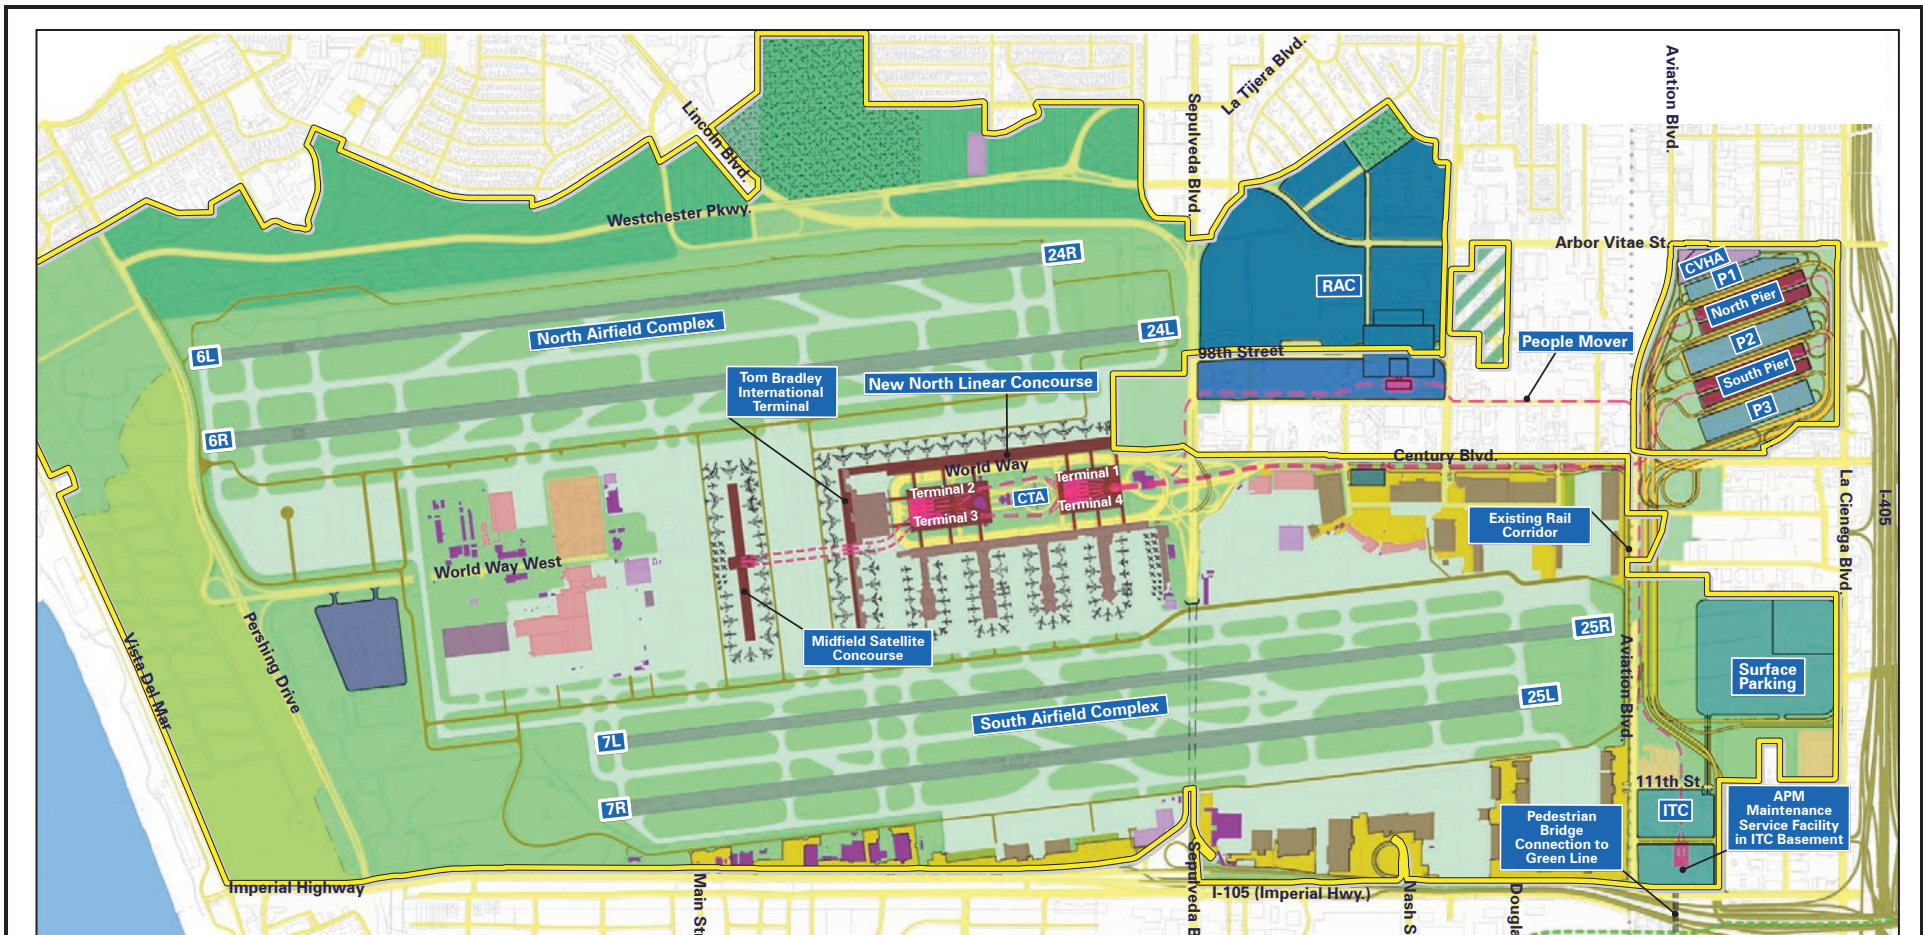 Aviation Blvd.
La Tijera Blvd.
Sepulveda Blvd.
Lincoln Blvd.
Westchester Pkwy.
Arbor Vitae St.
24R
CVHA
P1
North Pier
RAC
North Airfield Complex
24L
6L
98th Street
People Mover
P2
South Pier
P3
Tom Bradley
International
Terminal
New North Linear Concourse
6R
World Way
Century Blvd.
Terminal 1
Terminal 2
CTA
Terminal 4
Terminal 3
La Cienega Blvd.
I-405
Existing Rail
Corridor
World Way West
Pershing Drive
Vista Del Mar
Midfield Satellite
Concourse
25R
Aviation Blvd.
Surface
Parking
25L
South Airfield Complex
7L
7R
111th St.
ITC
APM
Maintenance
Service Facility
in ITC Basement
Pedestrian
Bridge
Connection to
Green Line
Imperial Highway
I-105 (Imperial Hwy.)
Main Str
Sepulveda B
Nash S
Dougla